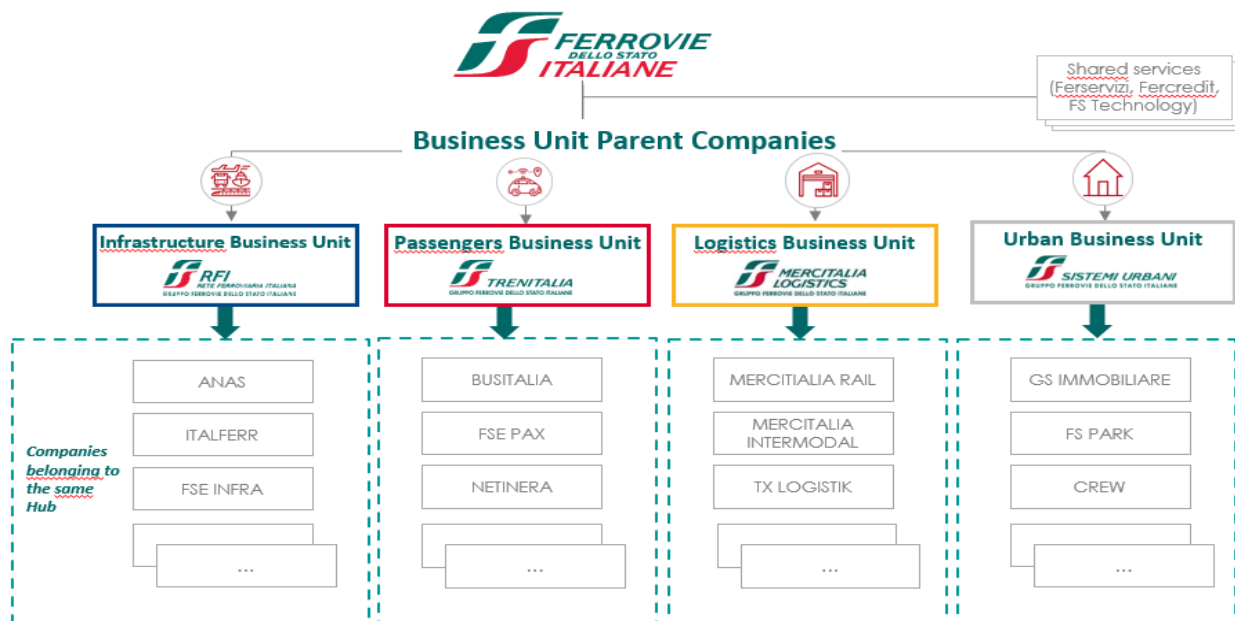 FERROVIE
DELLO STATO
ITALIANE
Shared services
(Ferservizi, Fercredit,
FS Technology)
Business Unit Parent Companies
Infrastructure Business Unit
RFI
RETE FERROVIARIA ITALIANA
GRUPPO FERROVIE DELLO STATO ITALIANE
Passengers Business Unit
TRENITALIA
GRUPPO FERROVIE DELLO STATO ITALIANE
Logistics Business Unit
MERCITALIA
LOGISTICS
GRUPPO FERROVIE DELLO STATO ITALIANE
Urban Business Unit
SISTEMI URBANI
GRUPPO FERROVIE DELLO STATO ITALIANE
Companies
belonging to
the same
Hub
ANAS
ITALFERR
FSE INFRA
...
BUSITALIA
FSE PAX
NETINERA
...
MERCITIALIA RAIL
MERCITALIA
INTERMODAL
TX LOGISTIK
...
GS IMMOBILIARE
FS PARK
CREW
...